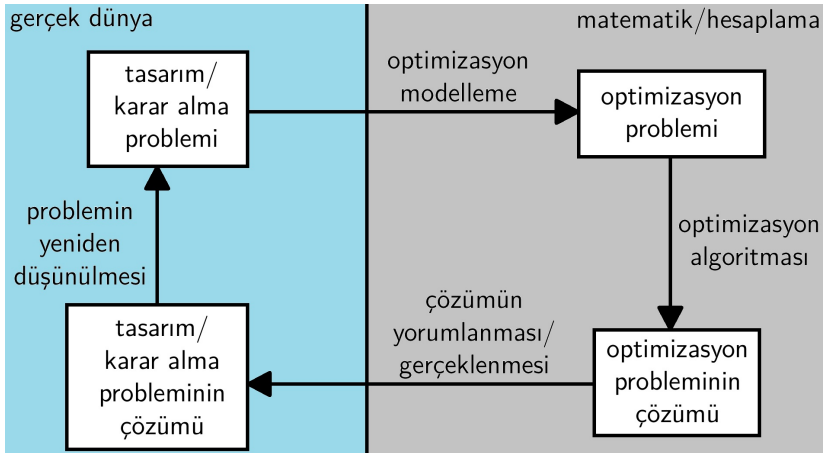 gerçek dünya
matematik/hesaplama
tasarım/
karar alma
problemi
optimizasyon
modelleme
optimizasyon
problemi
optimizasyon
algoritması
optimizasyon
probleminin
çözümü
çözümün
yorumlanması/
gerçeklenmesi
tasarım/
karar alma
probleminin
çözümü
problemin
yeniden
düşünülmesi